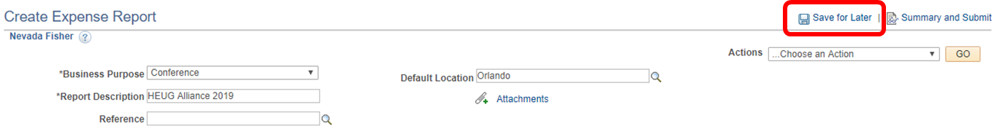 Create Expense Report
Save for Later | Summary and Submit
Nevada Fisher ?
Actions ...Choose an Action GO
*Business Purpose Conference
Default Location Orlando
*Report Description HEUG Alliance 2019
Attachments
Reference